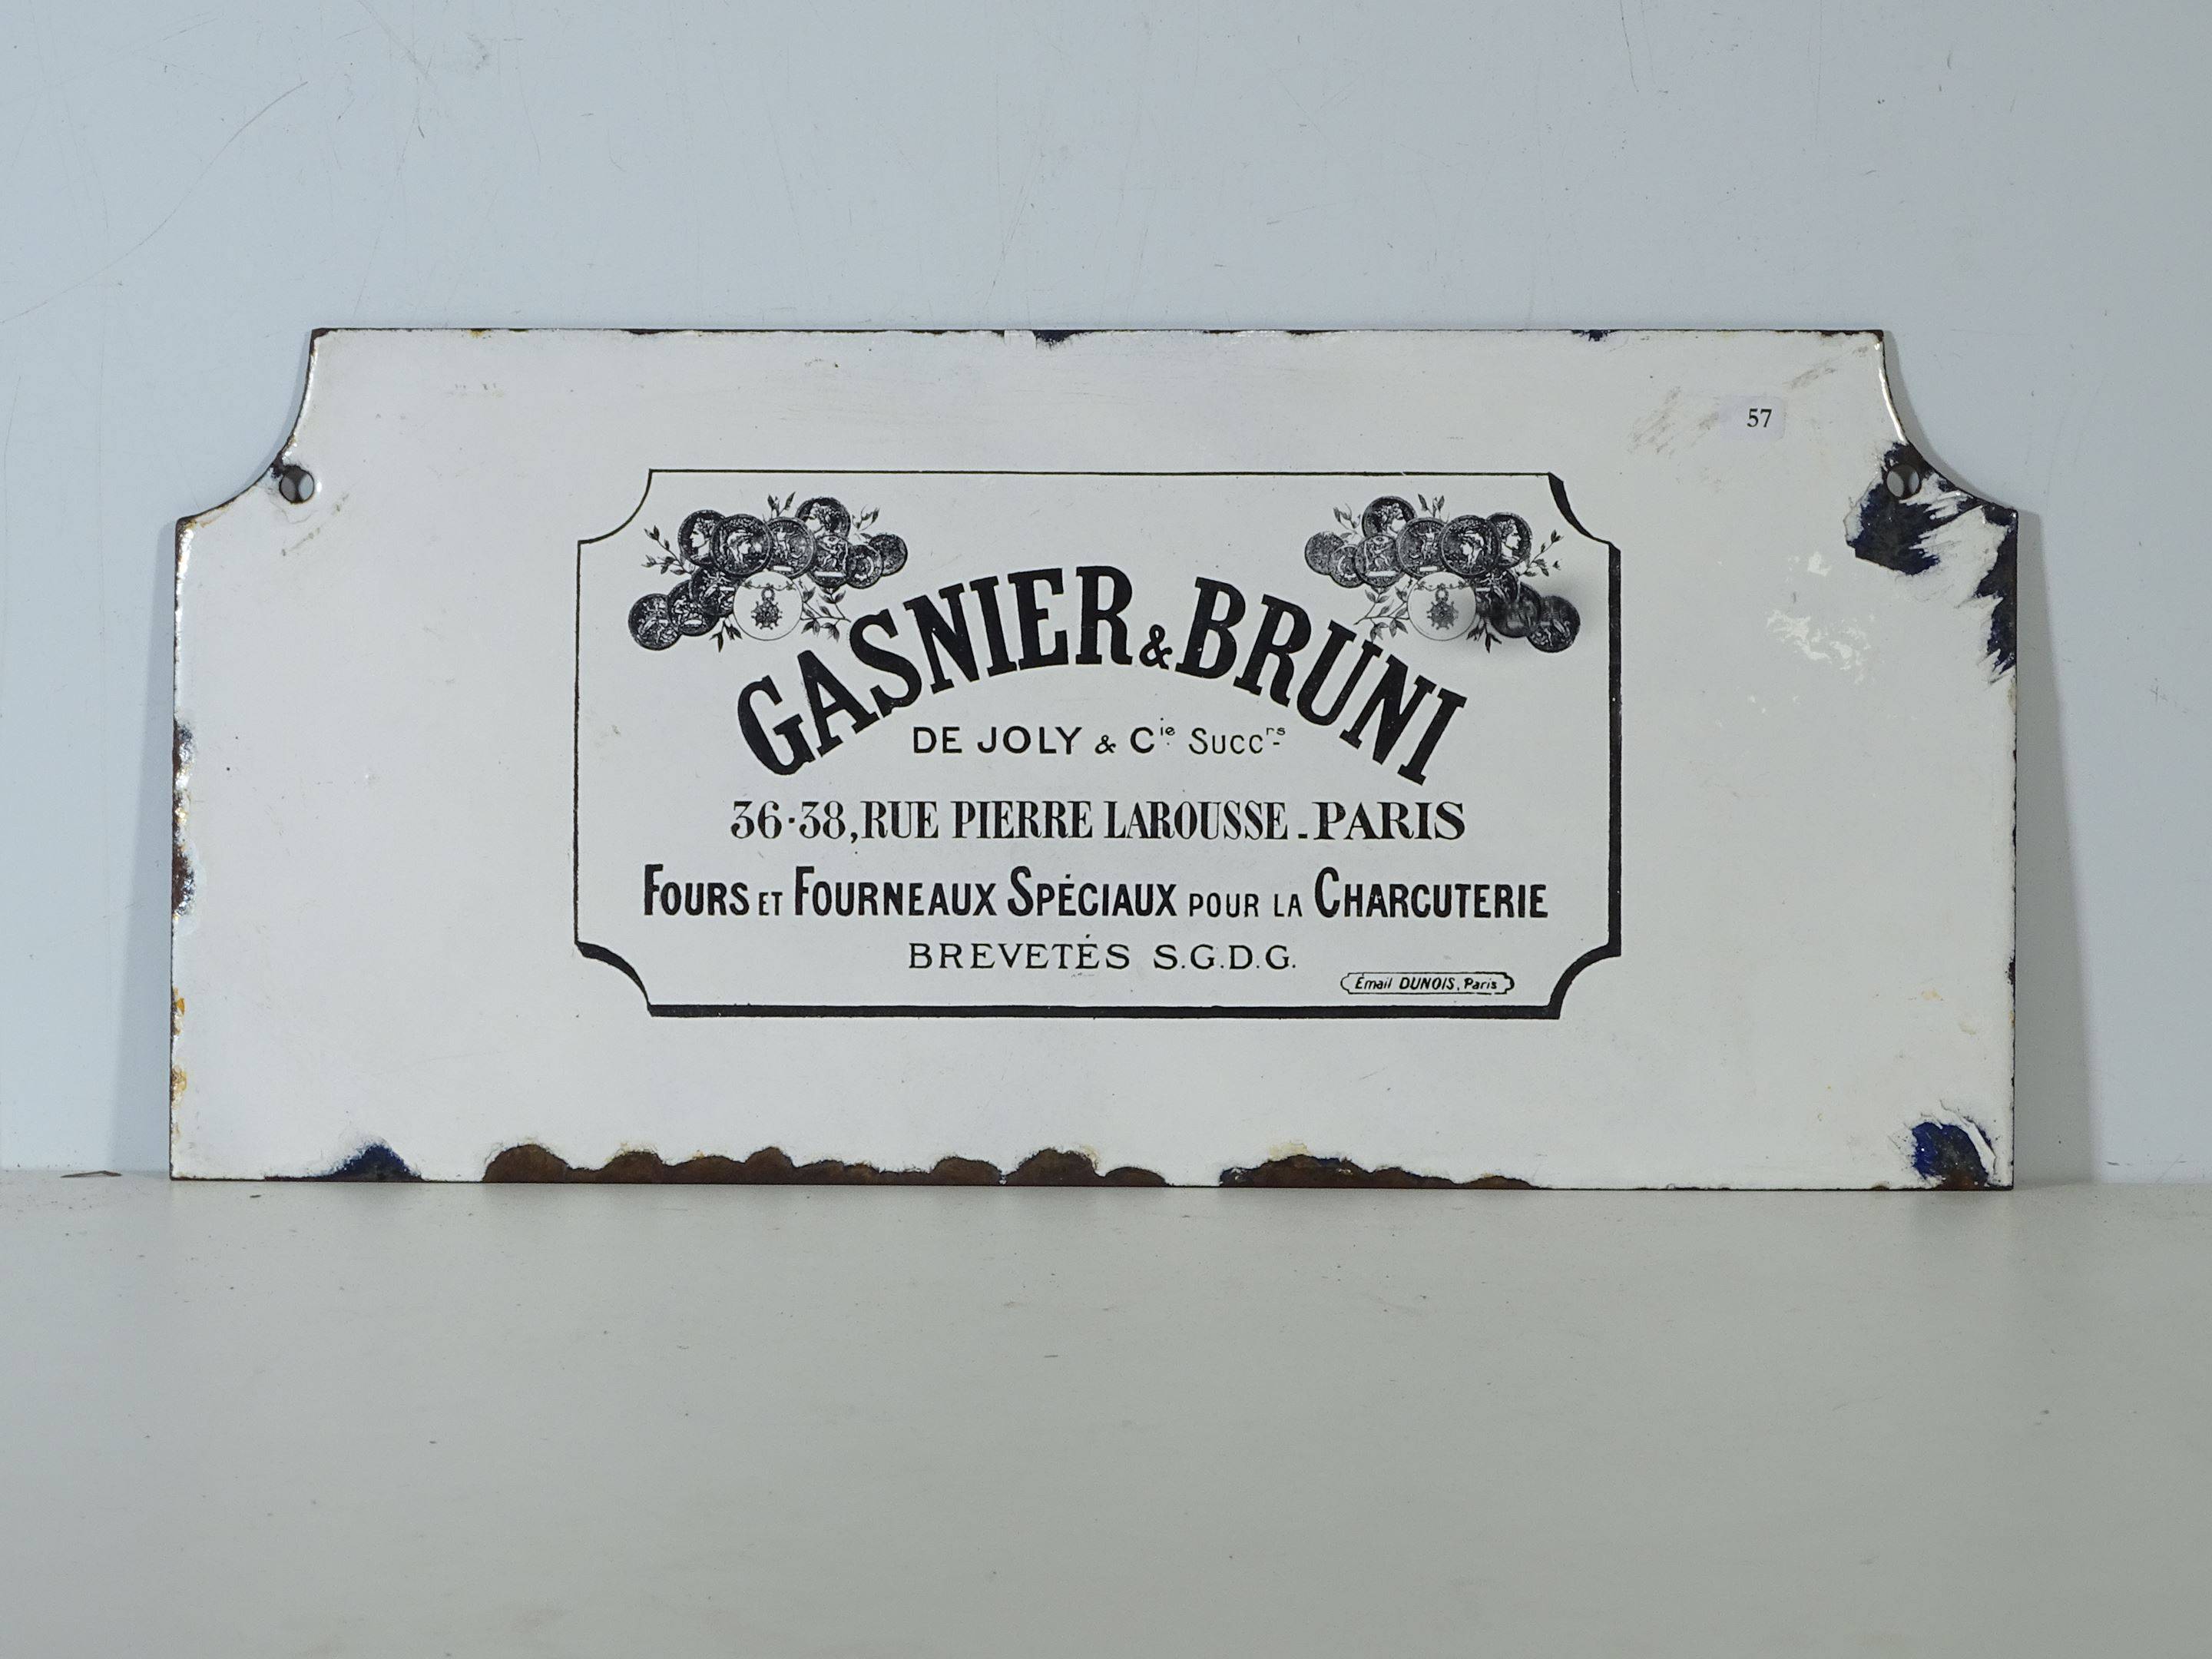 57
GASNIER & BRUNI
DE JOLY & Cie Succrs
36-38, RUE PIERRE LAROUSSE - PARIS
FOURS ET FOURNEAUX SPÉCIAUX POUR LA CHARCUTERIE
BREVETÉS S.G.D.G.
Émail DUNOIS, Paris